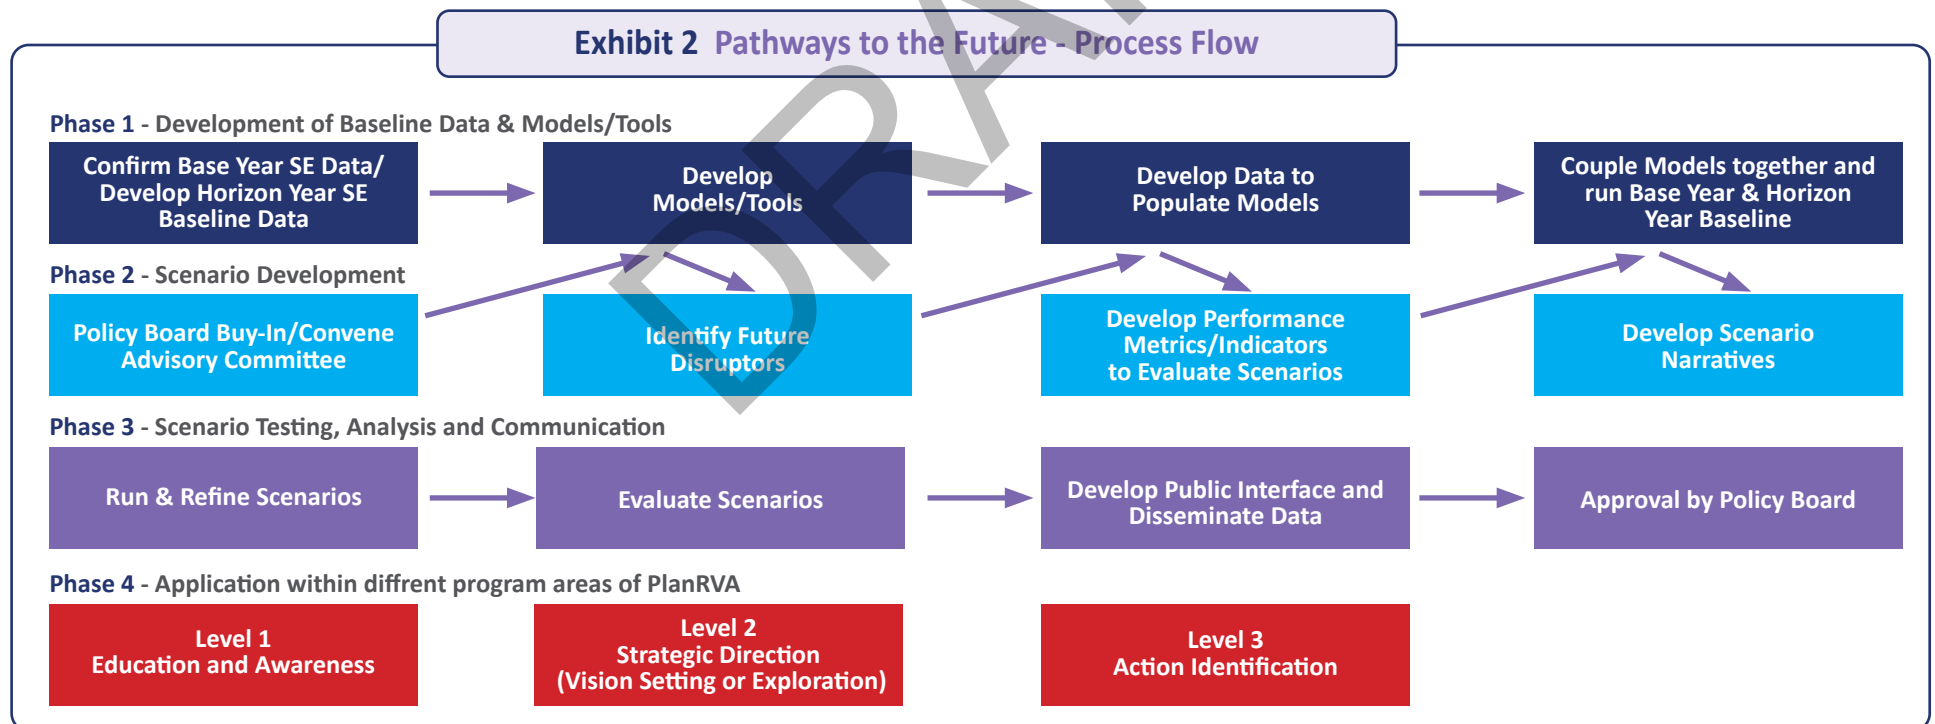 Exhibit 2 Pathways to the Future - Process Flow
Phase 1 - Development of Baseline Data & Models/Tools
Confirm Base Year SE Data/
Develop Horizon Year SE
Baseline Data
Develop
Models/Tools
Develop Data to
Populate Models
Couple Models together and
run Base Year & Horizon
Year Baseline
Phase 2 - Scenario Development
Policy Board Buy-In/Convene
Advisory Committee
Identify Future
Disruptors
Develop Performance
Metrics/Indicators
to Evaluate Scenarios
Develop Scenario
Narratives
Phase 3 - Scenario Testing, Analysis and Communication
Run & Refine Scenarios
Evaluate Scenarios
Develop Public Interface and
Disseminate Data
Approval by Policy Board
Phase 4 - Application within diffrent program areas of PlanRVA
Level 1
Education and Awareness
Level 2
Strategic Direction
(Vision Setting or Exploration)
Level 3
Action Identification
DRA